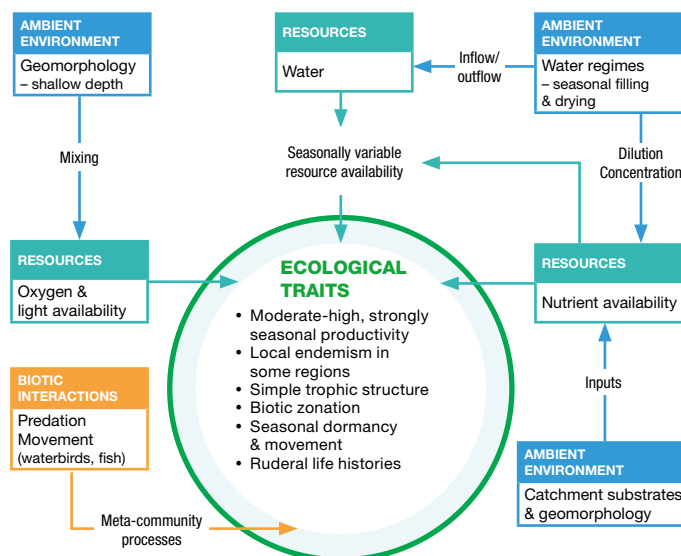 AMBIENT
ENVIRONMENT
Geomorphology
– shallow depth
RESOURCES
Water
Inflow/
outflow
AMBIENT
ENVIRONMENT
Water regimes
– seasonal filling
& drying
Mixing
Seasonally variable
resource availability
Dilution
Concentration
RESOURCES
Oxygen &
light availability
ECOLOGICAL
TRAITS
• Moderate-high, strongly
seasonal productivity
• Local endemism in
some regions
• Simple trophic structure
• Biotic zonation
• Seasonal dormancy
& movement
• Ruderal life histories
RESOURCES
Nutrient availability
BIOTIC
INTERACTIONS
Predation
Movement
(waterbirds, fish)
Inputs
AMBIENT
ENVIRONMENT
Catchment substrates
& geomorphology
Meta-community
processes